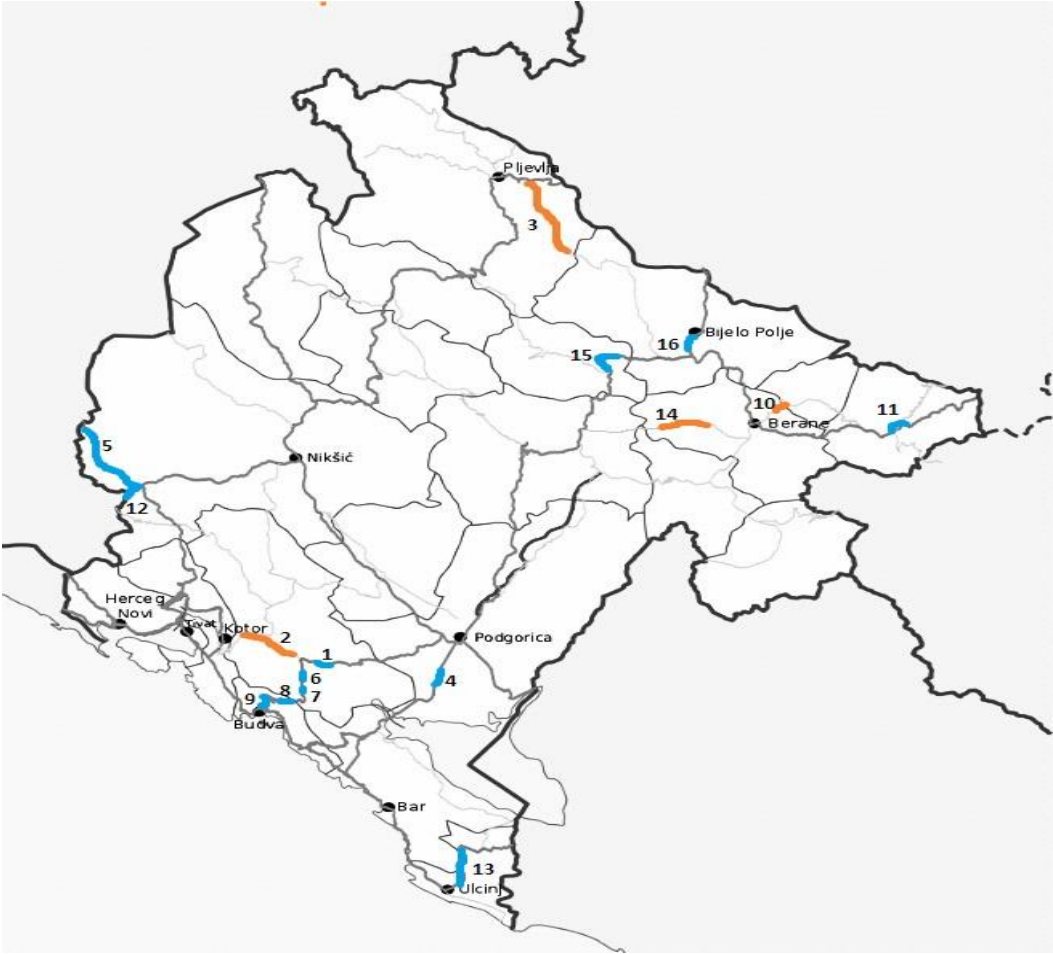 Pljevlja
3
Bijelo Polje
16
15
10
11
14
Berane
5
Nikšić
12
Herceg
Novi
Tivat
Kotor
2
Podgorica
1
6
4
8
7
9
Budva
Bar
13
Ulcinj